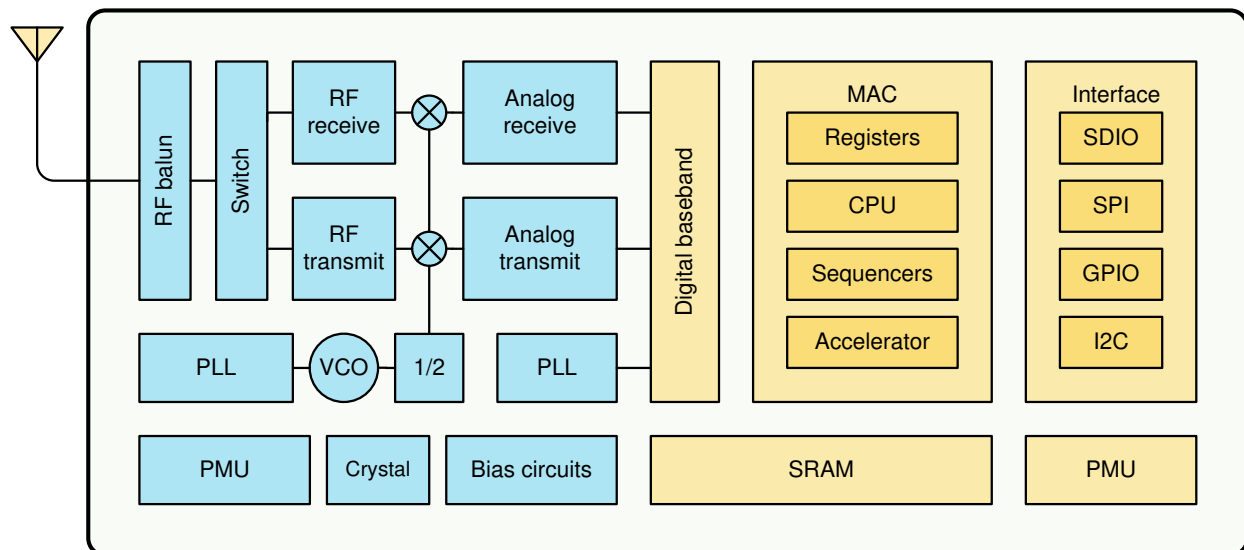 RF balun
Switch
RF
receive
RF
transmit
Analog
receive
Analog
transmit
PLL
VCO
1/2
PLL
Digital baseband
MAC
Registers
CPU
Sequencers
Accelerator
Interface
SDIO
SPI
GPIO
I2C
PMU
Crystal
Bias circuits
SRAM
PMU